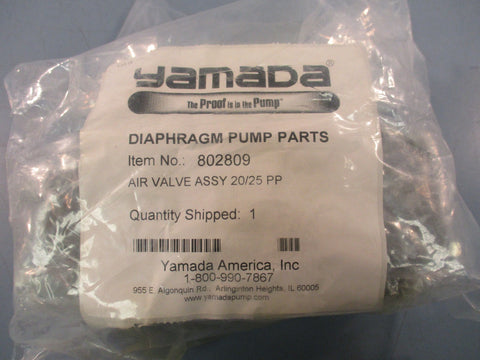 YAMADA®
The Proof is in the Pump™
DIAPHRAGM PUMP PARTS
Item No.: 802809
AIR VALVE ASSY 20/25 PP
Quantity Shipped: 1
Yamada America, Inc
1-800-990-7867
955 E. Algonquin Rd., Arlinginton Heights, IL 60005
www.yamadapump.com